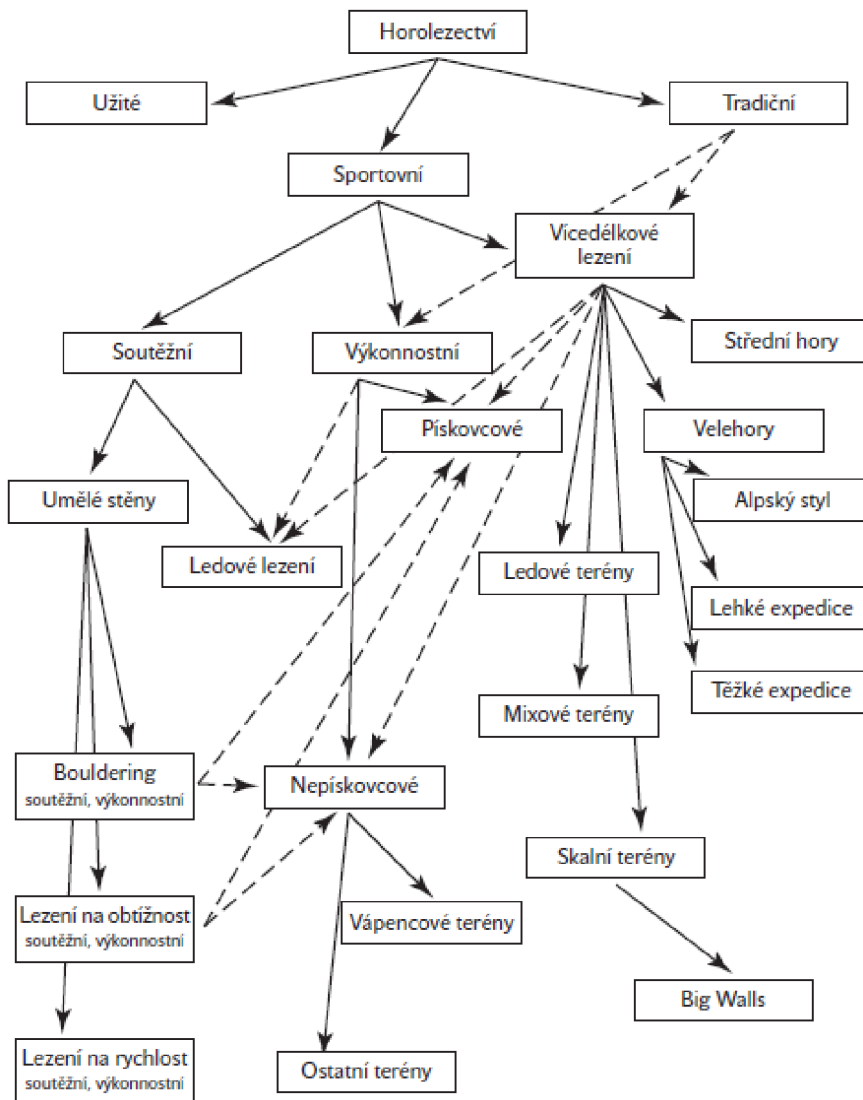 Horolezectví
Užité
Tradiční
Sportovní
Vícedélkové
lezení
Soutěžní
Výkonnostní
Střední hory
Pískovcové
Velehory
Umělé stěny
Alpský styl
Ledové lezení
Ledové terény
Lehké expedice
Těžké expedice
Mixové terény
Bouldering
soutěžní, výkonnostní
Nepískovcové
Skalní terény
Lezení na obtížnost
soutěžní, výkonnostní
Vápencové terény
Big Walls
Lezení na rychlost
soutěžní, výkonnostní
Ostatní terény